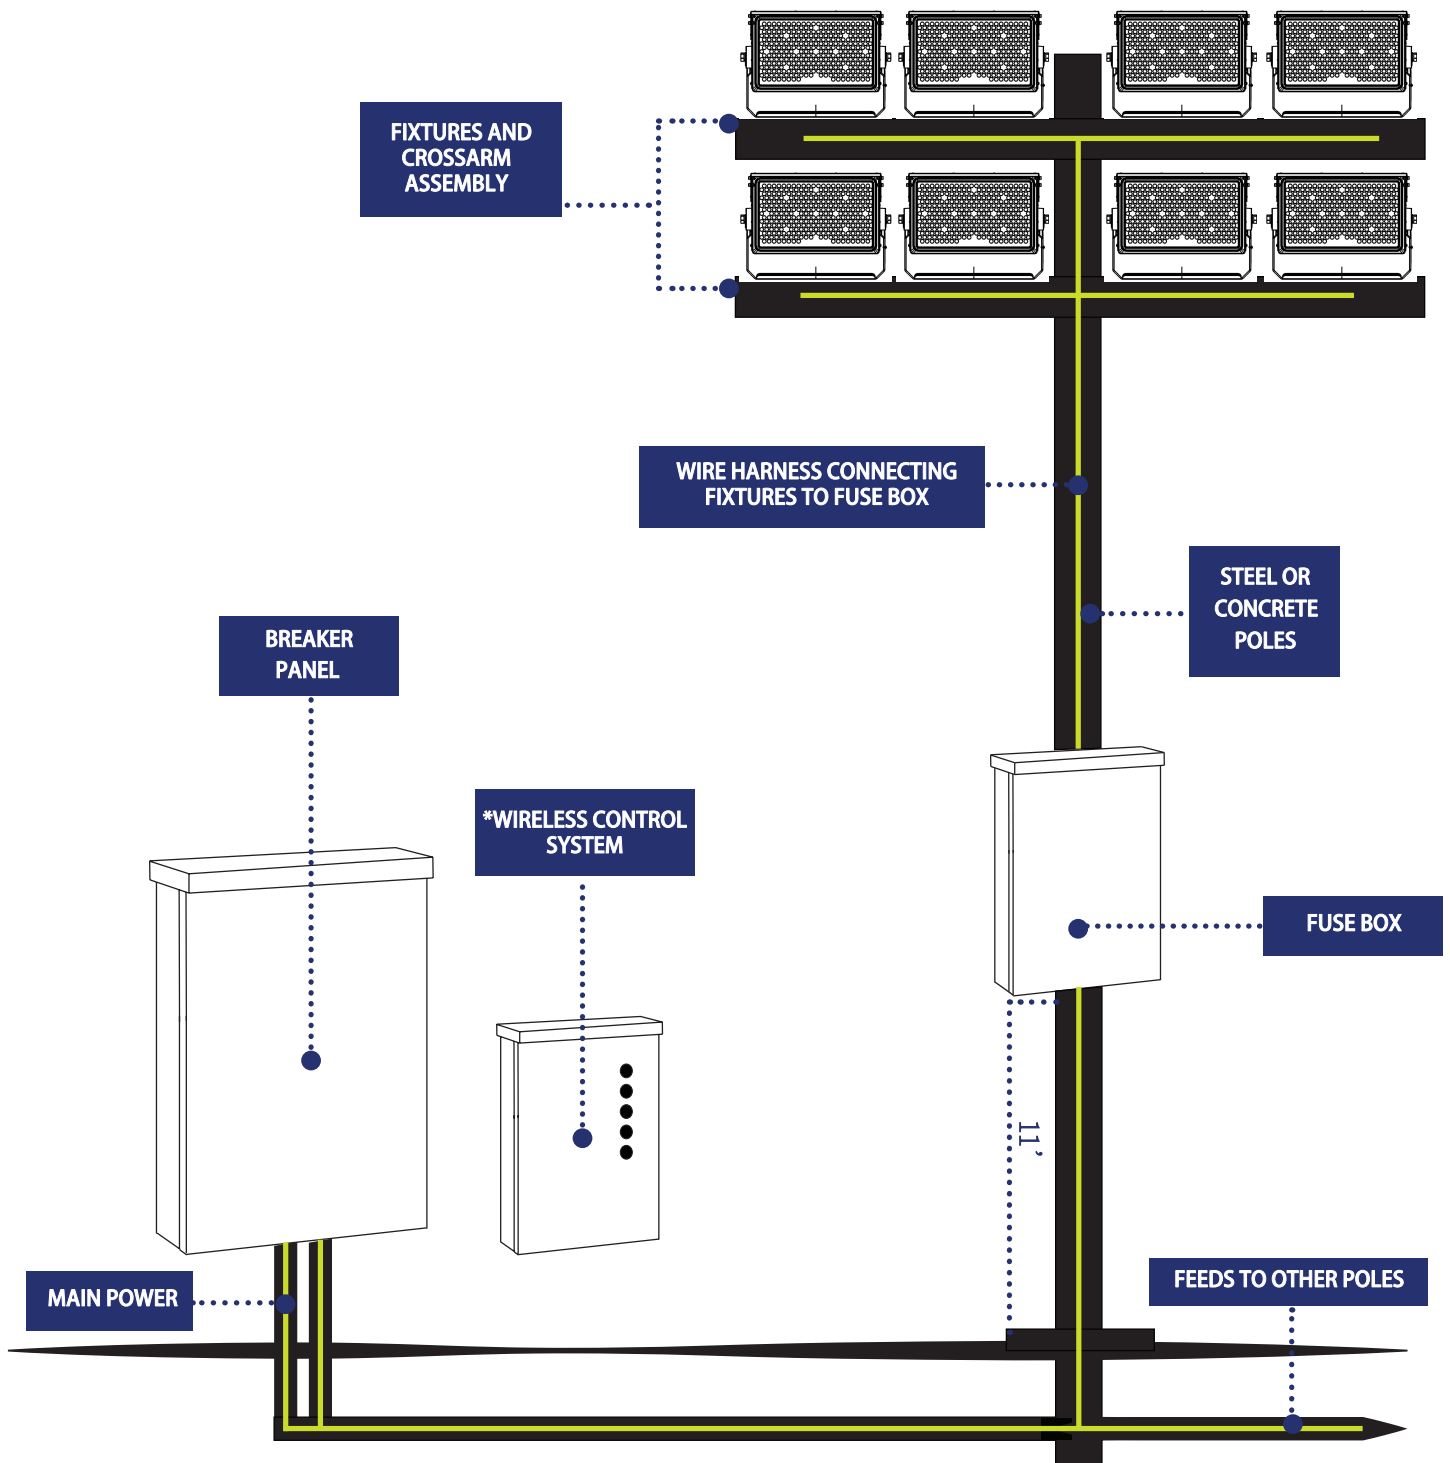 FIXTURES AND
CROSSARM
ASSEMBLY
WIRE HARNESS CONNECTING
FIXTURES TO FUSE BOX
STEEL OR
CONCRETE
POLES
BREAKER
PANEL
*WIRELESS CONTROL
SYSTEM
FUSE BOX
11’
MAIN POWER
FEEDS TO OTHER POLES